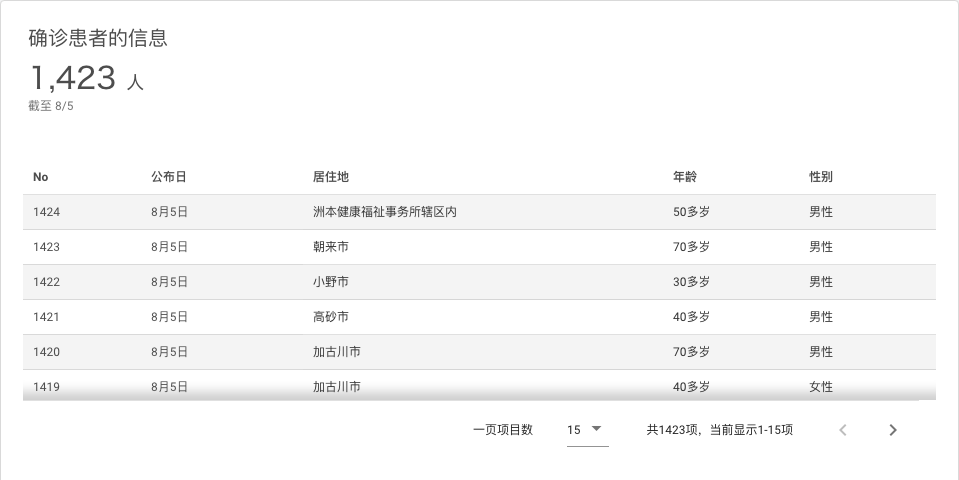 确诊患者的信息
1,423 人
截至 8/5
No 公布日 居住地 年龄 性别
1424 8月5日 洲本健康福祉事务所辖区内 50多岁 男性
1423 8月5日 朝来市 70多岁 男性
1422 8月5日 小野市 30多岁 男性
1421 8月5日 高砂市 40多岁 男性
1420 8月5日 加古川市 70多岁 男性
1419 8月5日 加古川市 40多岁 女性
一页项目数 15 共1423项，当前显示1-15项